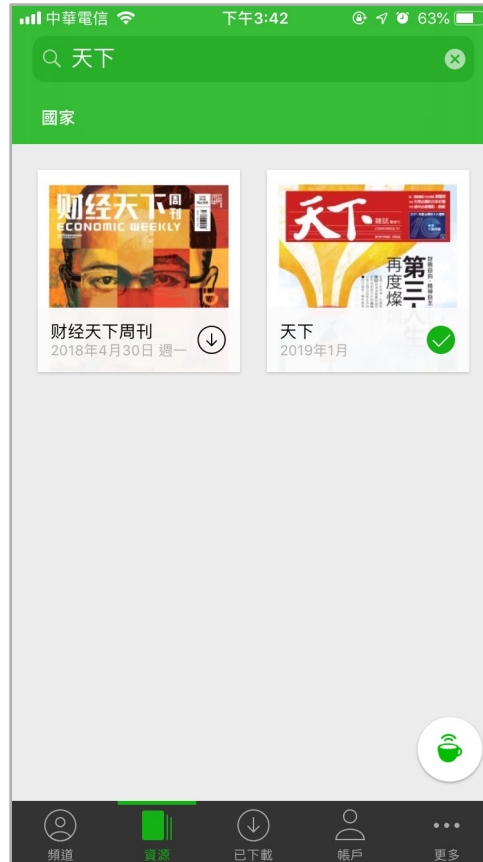 中華電信
下午3:42
63%
天下
國家
财经天下周刊
ECONOMIC WEEKLY
天下
雜誌
再度燦
第三
财经天下周刊
2018年4月30日 週一
天下
2019年1月
頻道
資源
已下載
帳戶
更多